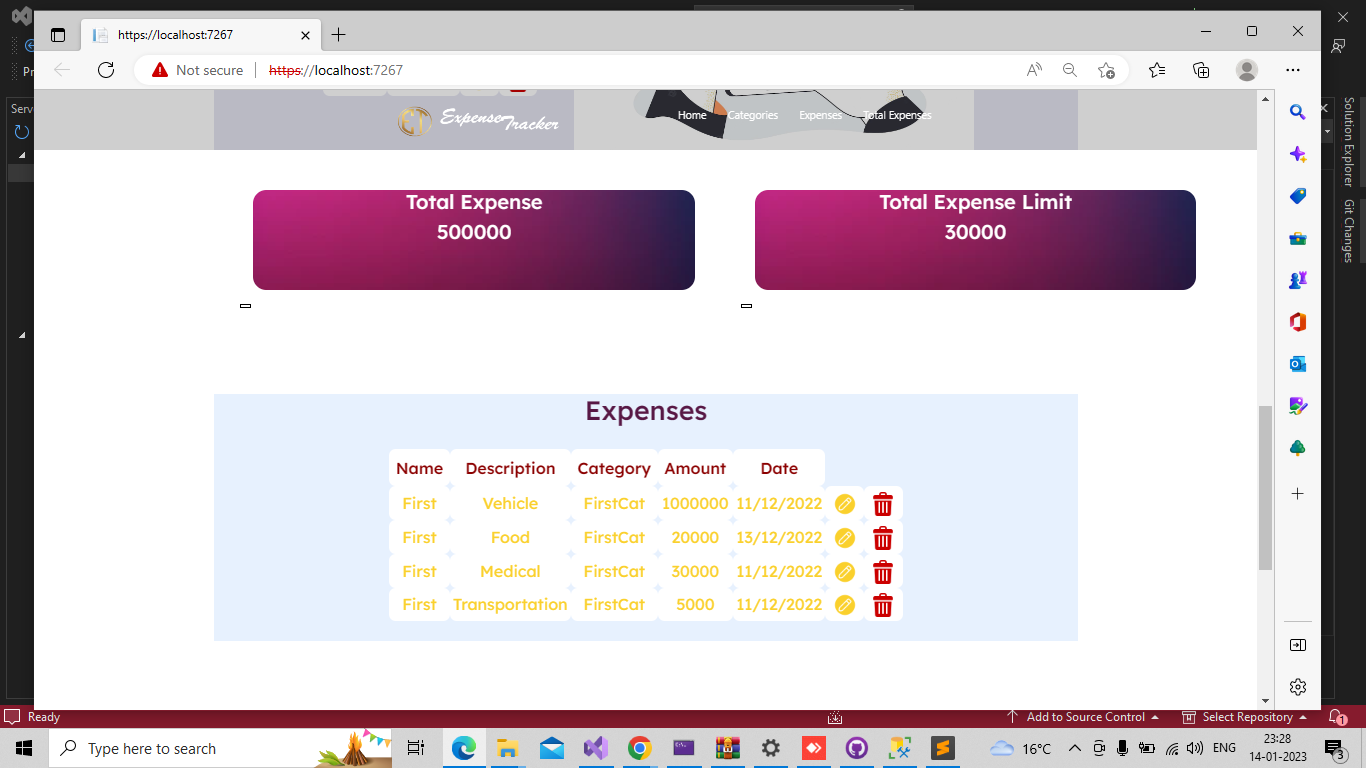 https://localhost:7267
Not secure
https://localhost:7267
Expense Tracker
Home Categories Expenses Total Expenses
Total Expense
500000
Total Expense Limit
30000
Expenses
Name Description Category Amount Date
First Vehicle FirstCat 1000000 11/12/2022
First Food FirstCat 20000 13/12/2022
First Medical FirstCat 30000 11/12/2022
First Transportation FirstCat 5000 11/12/2022
Solution Explorer
Git Changes
Ready
Add to Source Control
Select Repository
1
Type here to search
16°C
ENG
23:28
14-01-2023
3